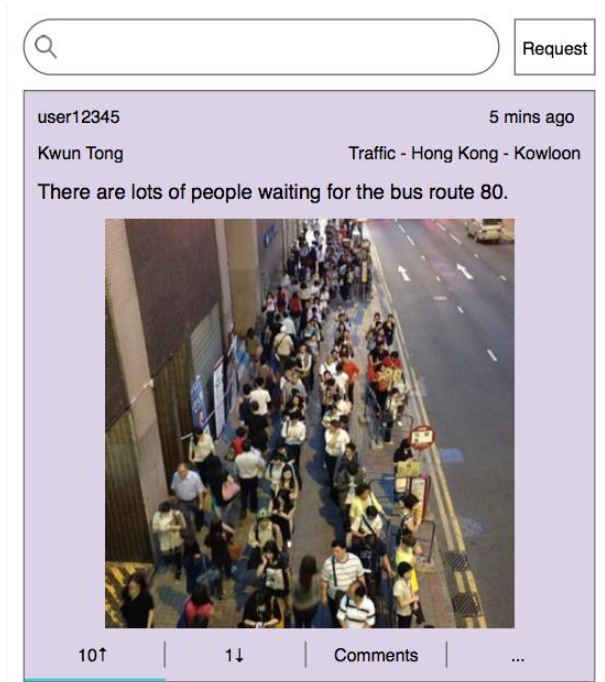 Request
user12345 5 mins ago
Kwun Tong Traffic - Hong Kong - Kowloon
There are lots of people waiting for the bus route 80.
10↑ 1↓ Comments ...